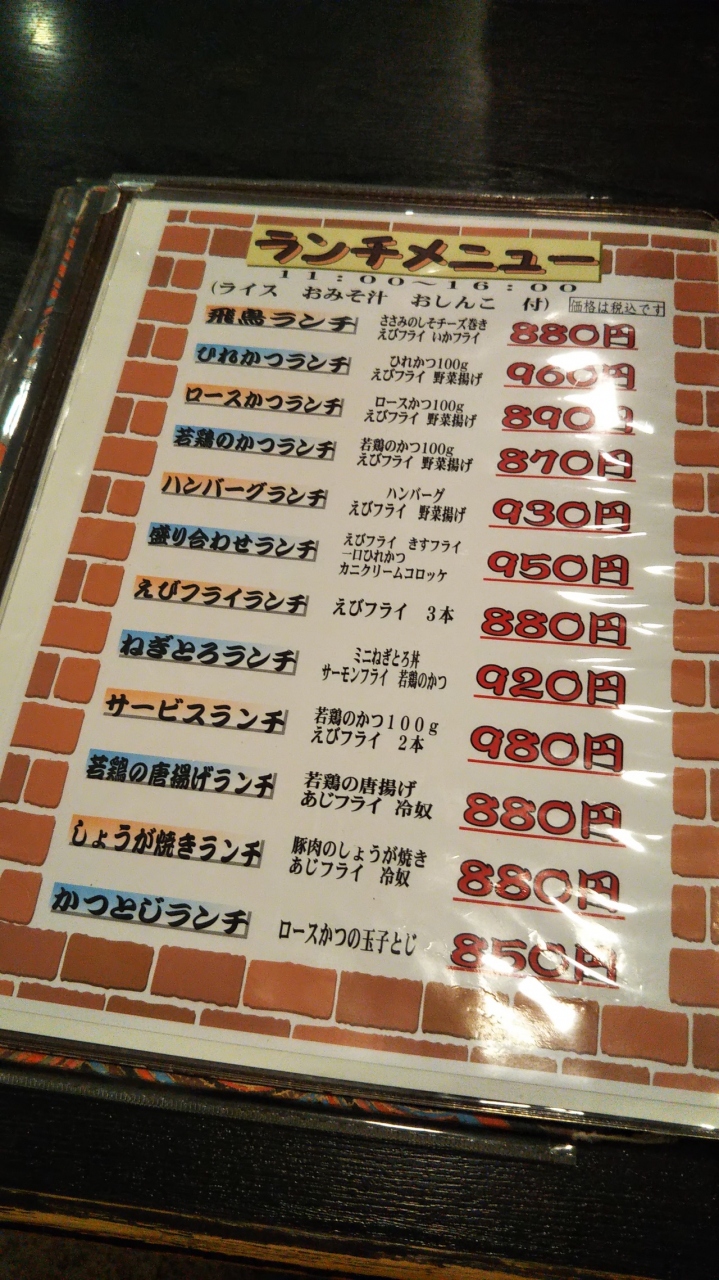 ランチメニュー
11:00～16:00
(ライス おみそ汁 おしんこ 付) 価格は税込です
飛鳥ランチ ささみのしそチーズ巻き 880円
えびフライ いかフライ
ひれかつランチ ひれかつ100g 960円
えびフライ 野菜揚げ
ロースかつランチ ロースかつ100g 890円
えびフライ 野菜揚げ
若鶏のかつランチ 若鶏のかつ100g 870円
えびフライ 野菜揚げ
ハンバーグランチ ハンバーグ 930円
えびフライ 野菜揚げ
盛り合わせランチ えびフライ きすフライ 950円
一口ひれかつ
カニクリームコロッケ
えびフライランチ えびフライ 3本 880円
ねぎとろランチ ミニねぎとろ丼 920円
サーモンフライ 若鶏のかつ
サービスランチ 若鶏のかつ100g 980円
えびフライ 2本
若鶏の唐揚げランチ 若鶏の唐揚げ 880円
あじフライ 冷奴
しょうが焼きランチ 豚肉のしょうが焼き 880円
あじフライ 冷奴
かつとじランチ ロースかつの玉子とじ 850円